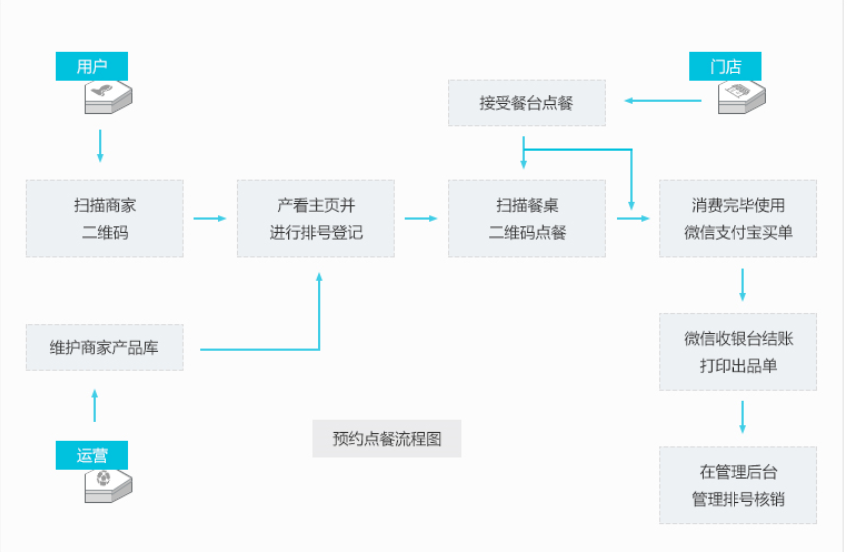 用户
门店
接受餐台点餐
扫描商家
二维码
产看主页并
进行排号登记
扫描餐桌
二维码点餐
消费完毕使用
微信支付宝买单
维护商家产品库
微信收银台结账
打印出品单
预约点餐流程图
运营
在管理后台
管理排号核销